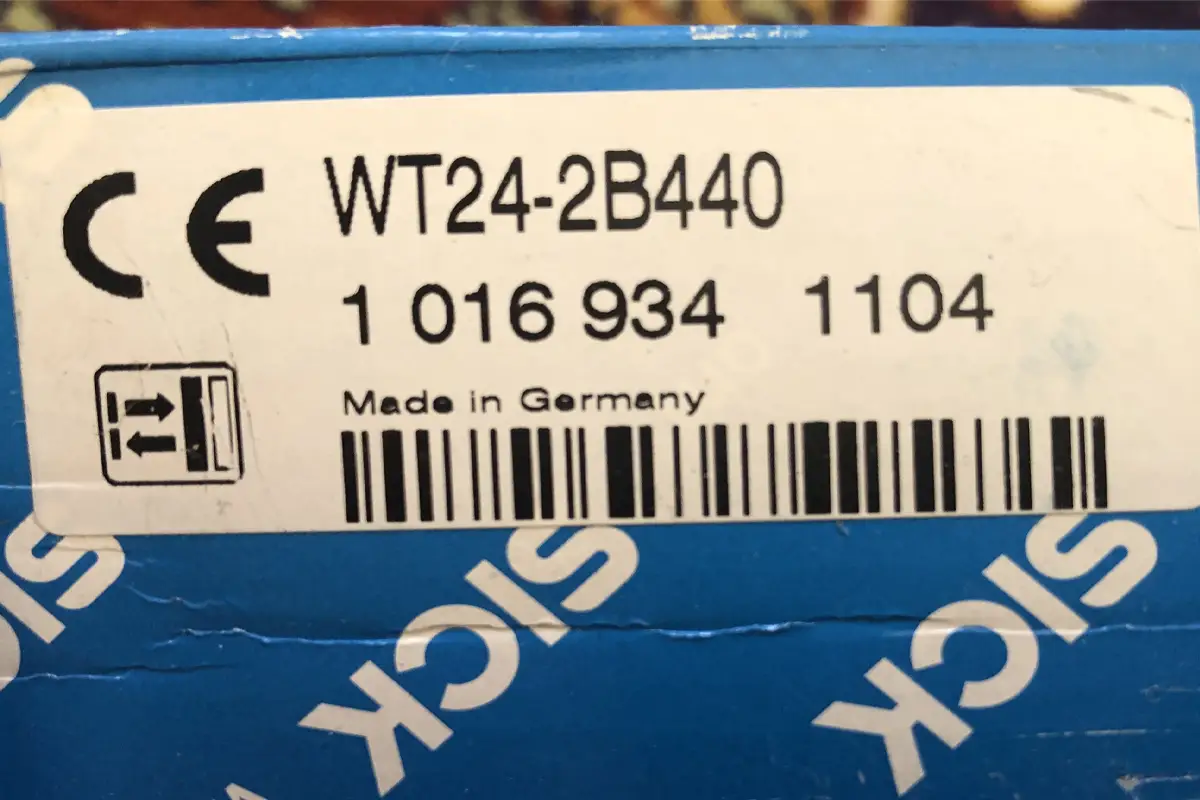 CE
WT24-2B440
1 016 934 1104
Made in Germany
SICK
SICK
SICK